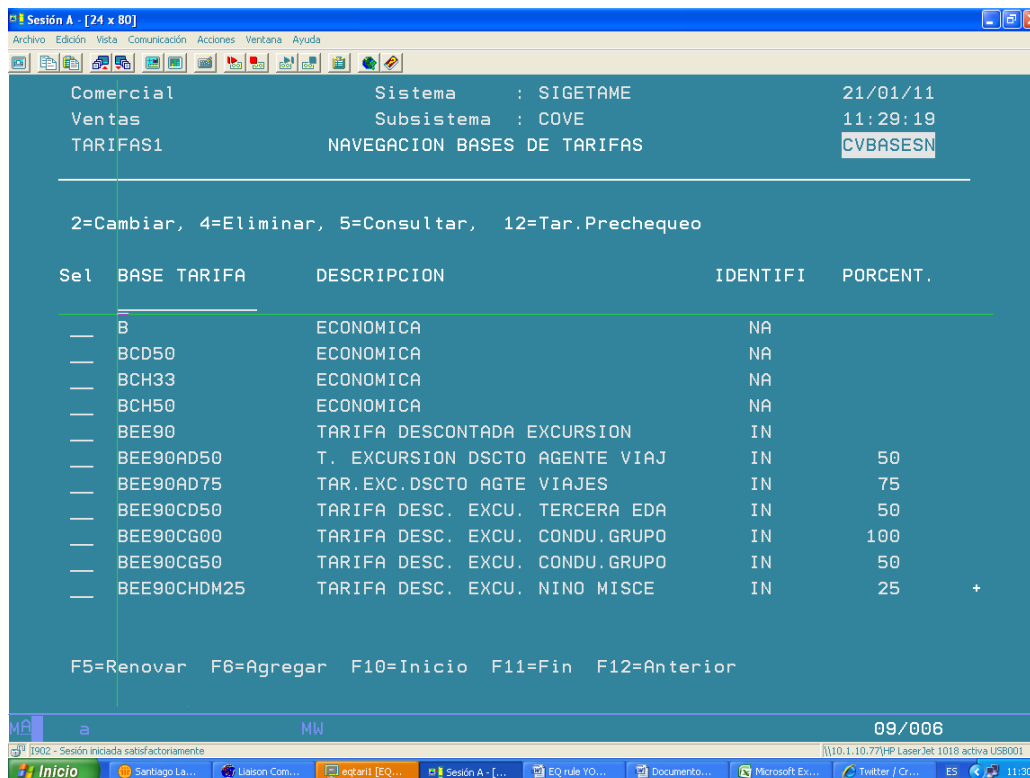 Sesión A - [24 x 80]
Archivo Edición Vista Comunicación Acciones Ventana Ayuda
Comercial Sistema : SIGETAME 21/01/11
Ventas Subsistema : COVE 11:29:19
TARIFAS1 NAVEGACION BASES DE TARIFAS CVBASESN
2=Cambiar, 4=Eliminar, 5=Consultar, 12=Tar.Prechequeo
Sel BASE TARIFA DESCRIPCION IDENTIFI PORCENT.
B ECONOMICA NA
BCD50 ECONOMICA NA
BCH33 ECONOMICA NA
BCH50 ECONOMICA NA
BEE90 TARIFA DESCONTADA EXCURSION IN
BEE90AD50 T. EXCURSION DSCTO AGENTE VIAJ IN 50
BEE90AD75 TAR.EXC.DSCTO AGTE VIAJES IN 75
BEE90CD50 TARIFA DESC. EXCU. TERCERA EDA IN 50
BEE90CG00 TARIFA DESC. EXCU. CONDU.GRUPO IN 100
BEE90CG50 TARIFA DESC. EXCU. CONDU.GRUPO IN 50
BEE90CHDM25 TARIFA DESC. EXCU. NINO MISCE IN 25 +
F5=Renovar F6=Agregar F10=Inicio F11=Fin F12=Anterior
MA a MW 09/006
I902 - Sesión iniciada satisfactoriamente \\10.1.10.77\HP LaserJet 1018 activa USB001
Inicio Santiago La... Liaison Com... eqtari1 [EQ... Sesión A - [... EQ rule YO... Documento... Microsoft Ex... Twitter / Cr... ES